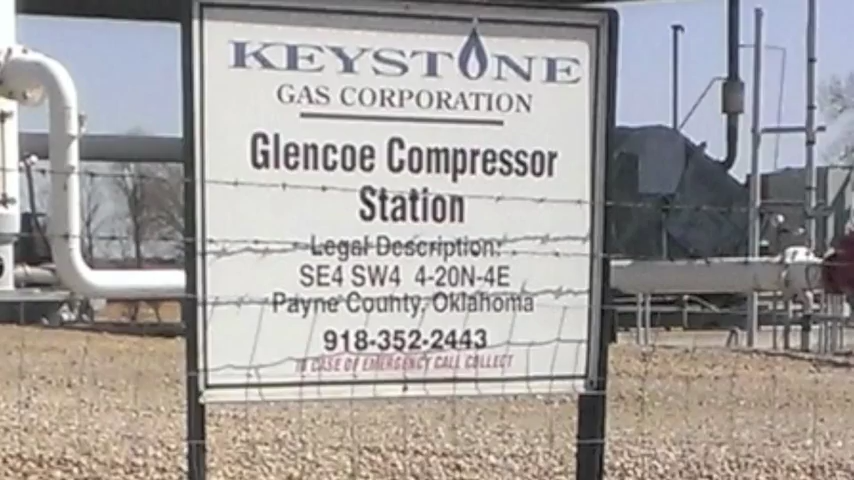 KEYSTONE
GAS CORPORATION
Glencoe Compressor
Station
Legal Description:
SE4 SW4 4-20N-4E
Payne County, Oklahoma
918-352-2443
IN CASE OF EMERGENCY CALL COLLECT